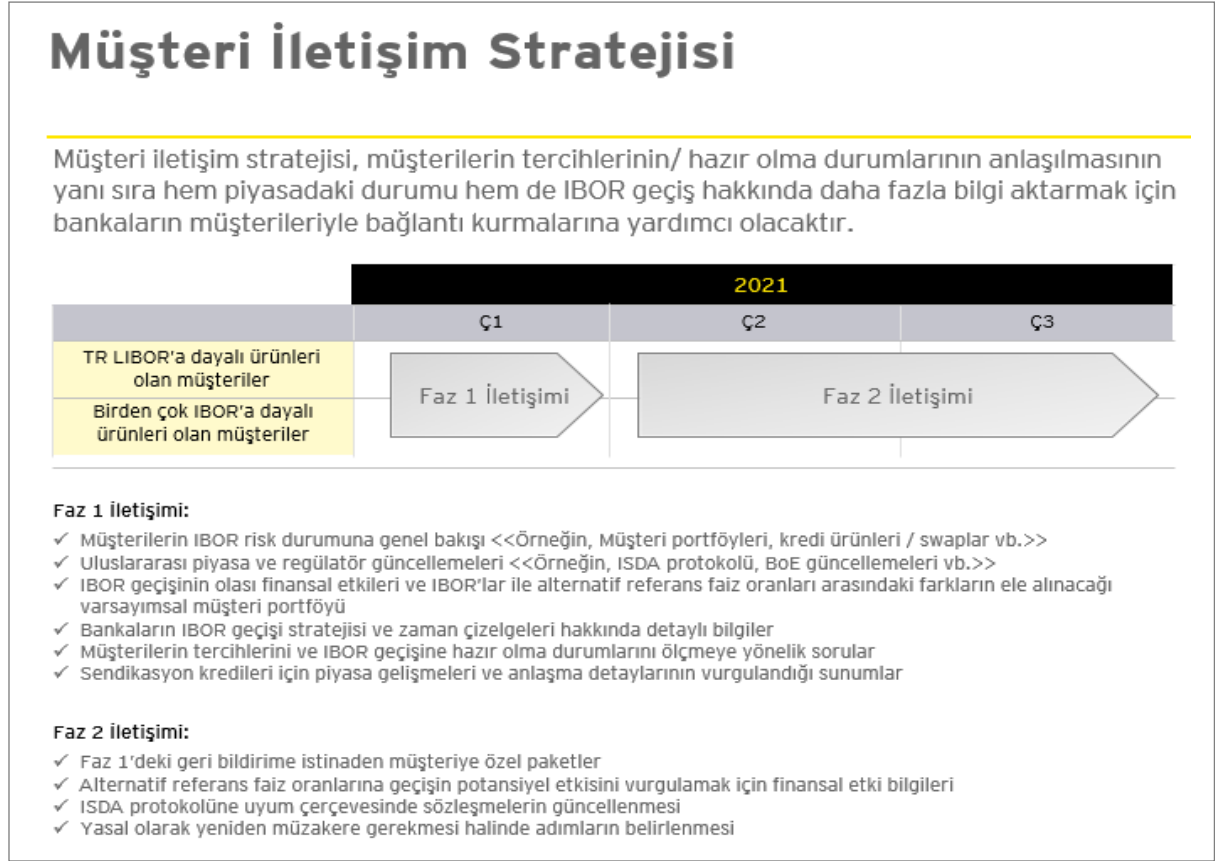 Müşteri İletişim Stratejisi
Müşteri iletişim stratejisi, müşterilerin tercihlerinin/ hazır olma durumlarının anlaşılmasının
yanı sıra hem piyasadaki durumu hem de IBOR geçiş hakkında daha fazla bilgi aktarmak için
bankaların müşterileriyle bağlantı kurmalarına yardımcı olacaktır.
2021
Ç1 Ç2 Ç3
TR LIBOR'a dayalı ürünleri
olan müşteriler
Birden çok IBOR'a dayalı
ürünleri olan müşteriler
Faz 1 İletişimi
Faz 2 İletişimi
Faz 1 İletişimi:
✓ Müşterilerin IBOR risk durumuna genel bakışı <<Örneğin, Müşteri portföyleri, kredi ürünleri / swaplar vb.>>
✓ Uluslararası piyasa ve regülatör güncellemeleri <<Örneğin, ISDA protokolü, BoE güncellemeleri vb.>>
✓ IBOR geçişinin olası finansal etkileri ve IBOR'lar ile alternatif referans faiz oranları arasındaki farkların ele alınacağı
varsayımsal müşteri portföyü
✓ Bankaların IBOR geçişi stratejisi ve zaman çizelgeleri hakkında detaylı bilgiler
✓ Müşterilerin tercihlerini ve IBOR geçişine hazır olma durumlarını ölçmeye yönelik sorular
✓ Sendikasyon kredileri için piyasa gelişmeleri ve anlaşma detaylarının vurgulandığı sunumlar
Faz 2 İletişimi:
✓ Faz 1'deki geri bildirime istinaden müşteriye özel paketler
✓ Alternatif referans faiz oranlarına geçişin potansiyel etkisini vurgulamak için finansal etki bilgileri
✓ ISDA protokolüne uyum çerçevesinde sözleşmelerin güncellenmesi
✓ Yasal olarak yeniden müzakere gerekmesi halinde adımların belirlenmesi